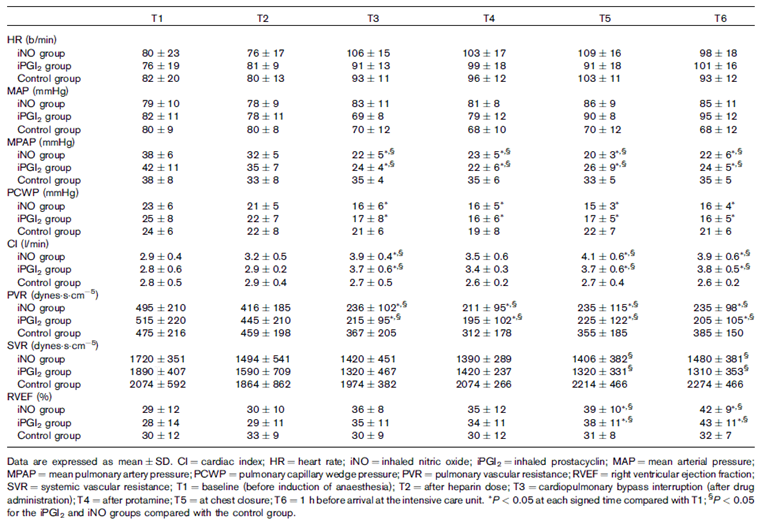 T1 T2 T3 T4 T5 T6
HR (b/min)
iNO group 80 ± 23 76 ± 17 106 ± 15 103 ± 17 109 ± 16 98 ± 18
iPGI₂ group 76 ± 19 81 ± 9 91 ± 13 99 ± 18 91 ± 18 101 ± 16
Control group 82 ± 20 80 ± 13 93 ± 11 96 ± 12 103 ± 11 93 ± 12
MAP (mmHg)
iNO group 79 ± 10 78 ± 9 83 ± 11 81 ± 8 86 ± 9 85 ± 11
iPGI₂ group 82 ± 11 78 ± 11 69 ± 8 79 ± 12 90 ± 8 95 ± 12
Control group 80 ± 9 80 ± 8 70 ± 12 68 ± 10 70 ± 12 68 ± 12
MPAP (mmHg)
iNO group 38 ± 6 32 ± 5 22 ± 5*,§ 23 ± 5*,§ 20 ± 3*,§ 22 ± 6*,§
iPGI₂ group 42 ± 11 35 ± 7 24 ± 4*,§ 22 ± 6*,§ 26 ± 9*,§ 24 ± 5*,§
Control group 38 ± 8 33 ± 8 35 ± 4 35 ± 6 33 ± 5 35 ± 5
PCWP (mmHg)
iNO group 23 ± 6 21 ± 5 16 ± 6* 16 ± 5* 15 ± 3* 16 ± 4*
iPGI₂ group 25 ± 8 22 ± 7 17 ± 8* 16 ± 6* 17 ± 5* 16 ± 5*
Control group 24 ± 6 22 ± 8 21 ± 6 19 ± 8 22 ± 7 21 ± 6
CI (l/min)
iNO group 2.9 ± 0.4 3.2 ± 0.5 3.9 ± 0.4*,§ 3.5 ± 0.6 4.1 ± 0.6*,§ 3.9 ± 0.6*,§
iPGI₂ group 2.8 ± 0.6 2.9 ± 0.2 3.7 ± 0.6*,§ 3.4 ± 0.3 3.7 ± 0.6*,§ 3.8 ± 0.5*,§
Control group 2.8 ± 0.5 2.9 ± 0.4 2.7 ± 0.5 2.6 ± 0.2 2.7 ± 0.4 2.6 ± 0.2
PVR (dynes·s·cm⁻⁵)
iNO group 495 ± 210 416 ± 185 236 ± 102*,§ 211 ± 95*,§ 235 ± 115*,§ 235 ± 98*,§
iPGI₂ group 515 ± 220 445 ± 210 215 ± 95*,§ 195 ± 102*,§ 225 ± 122*,§ 205 ± 105*,§
Control group 475 ± 216 459 ± 198 367 ± 205 312 ± 178 355 ± 185 385 ± 150
SVR (dynes·s·cm⁻⁵)
iNO group 1720 ± 351 1494 ± 541 1420 ± 451 1390 ± 289 1406 ± 382§ 1480 ± 381§
iPGI₂ group 1890 ± 407 1590 ± 709 1320 ± 467 1420 ± 237 1320 ± 331§ 1310 ± 353§
Control group 2074 ± 592 1864 ± 862 1974 ± 382 2074 ± 266 2214 ± 466 2274 ± 466
RVEF (%)
iNO group 29 ± 12 30 ± 10 36 ± 8 35 ± 12 39 ± 10*,§ 42 ± 9*,§
iPGI₂ group 28 ± 14 29 ± 11 35 ± 11 34 ± 11 38 ± 11*,§ 43 ± 11*,§
Control group 30 ± 12 33 ± 9 30 ± 9 30 ± 12 31 ± 8 32 ± 7
Data are expressed as mean ± SD. CI = cardiac index; HR = heart rate; iNO = inhaled nitric oxide; iPGI₂ = inhaled prostacyclin; MAP = mean arterial pressure;
MPAP = mean pulmonary artery pressure; PCWP = pulmonary capillary wedge pressure; PVR = pulmonary vascular resistance; RVEF = right ventricular ejection fraction;
SVR = systemic vascular resistance; T1 = baseline (before induction of anaesthesia); T2 = after heparin dose; T3 = cardiopulmonary bypass interruption (after drug
administration); T4 = after protamine; T5 = at chest closure; T6 = 1 h before arrival at the intensive care unit. *P < 0.05 at each signed time compared with T1; §P < 0.05
for the iPGI₂ and iNO groups compared with the control group.